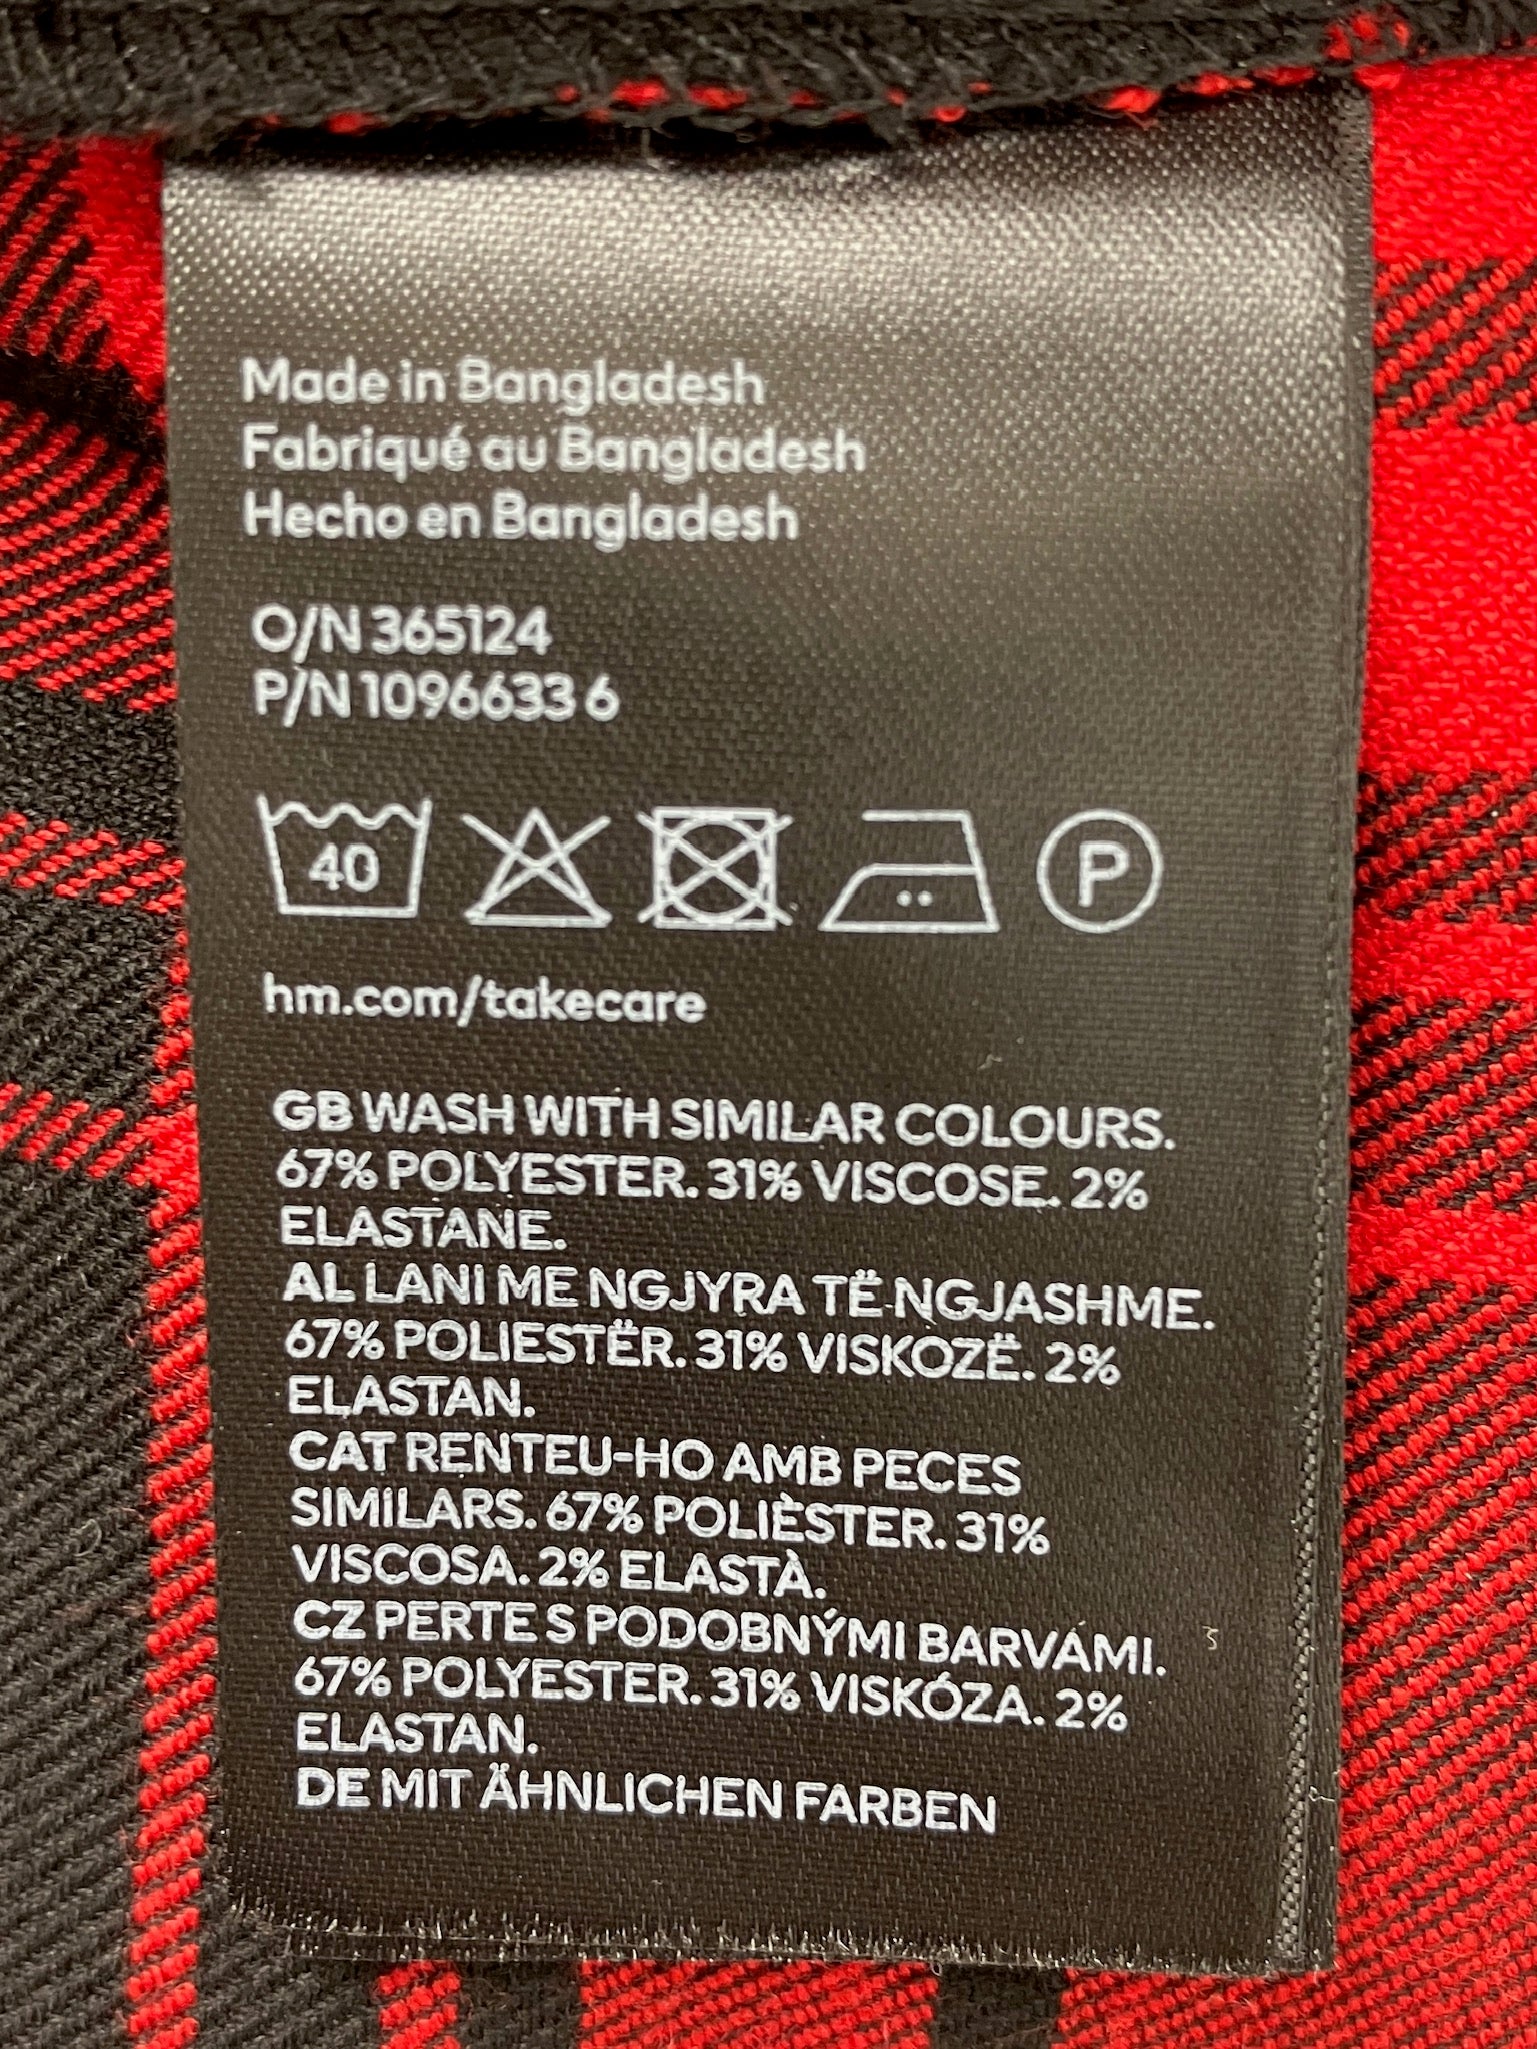 Made in Bangladesh
Fabriqué au Bangladesh
Hecho en Bangladesh
O/N 365124
P/N 1096633 6
40 P
hm.com/takecare
GB WASH WITH SIMILAR COLOURS.
67% POLYESTER. 31% VISCOSE. 2%
ELASTANE.
AL LANI ME NGJYRA TË NGJASHME.
67% POLIESTËR. 31% VISKOZË. 2%
ELASTAN.
CAT RENTEU-HO AMB PECES
SIMILARS. 67% POLIÈSTER. 31%
VISCOSA. 2% ELASTÀ.
CZ PERTE S PODOBNÝMI BARVAMI.
67% POLYESTER. 31% VISKÓZA. 2%
ELASTAN.
DE MIT ÄHNLICHEN FARBEN